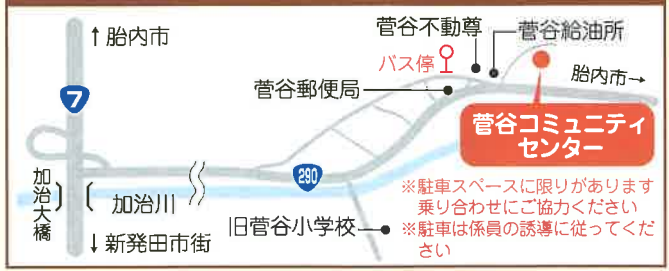 ↑胎内市
菅谷不動尊
菅谷給油所
バス停
胎内市→
7
菅谷郵便局
菅谷コミュニティ
センター
290
加治大橋
加治川
※駐車スペースに限りがあります
乗り合わせにご協力ください
旧菅谷小学校
※駐車は係員の誘導に従ってくだ
さい
↓新発田市街